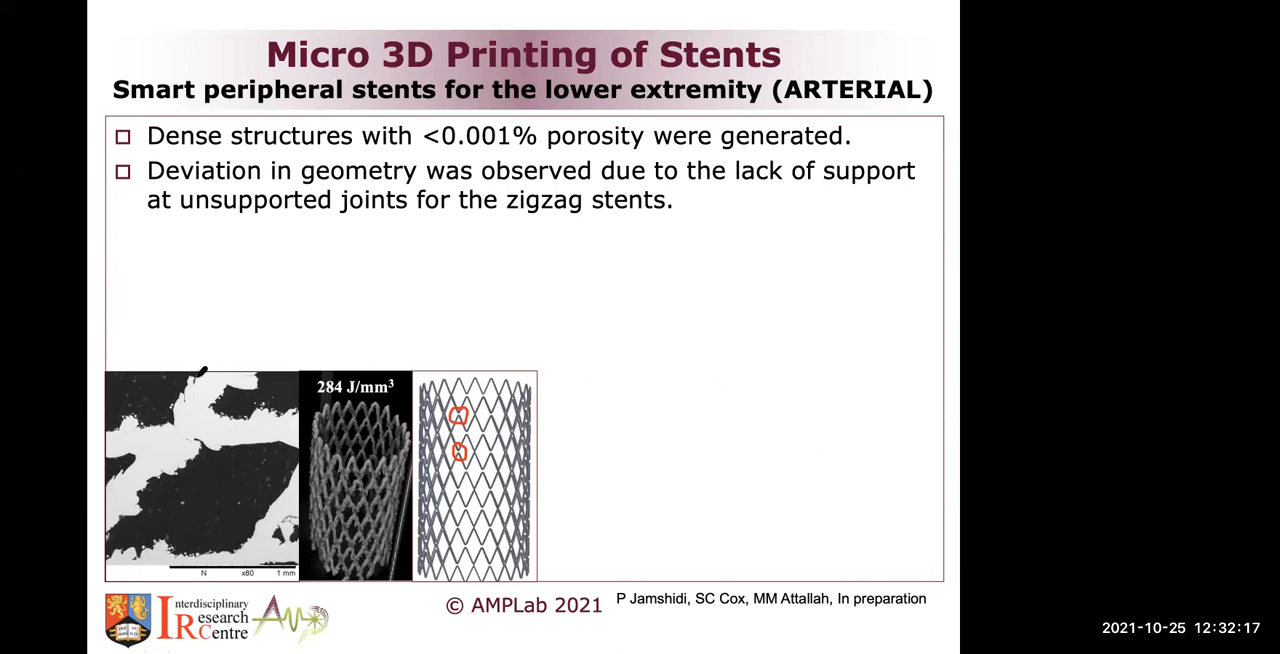 Micro 3D Printing of Stents
Smart peripheral stents for the lower extremity (ARTERIAL)
Dense structures with <0.001% porosity were generated.
Deviation in geometry was observed due to the lack of support
at unsupported joints for the zigzag stents.
284 J/mm³
N x80 1 mm
Interdisciplinary
Research
Centre
© AMPLab 2021
P Jamshidi, SC Cox, MM Attallah, In preparation
2021-10-25 12:32:17